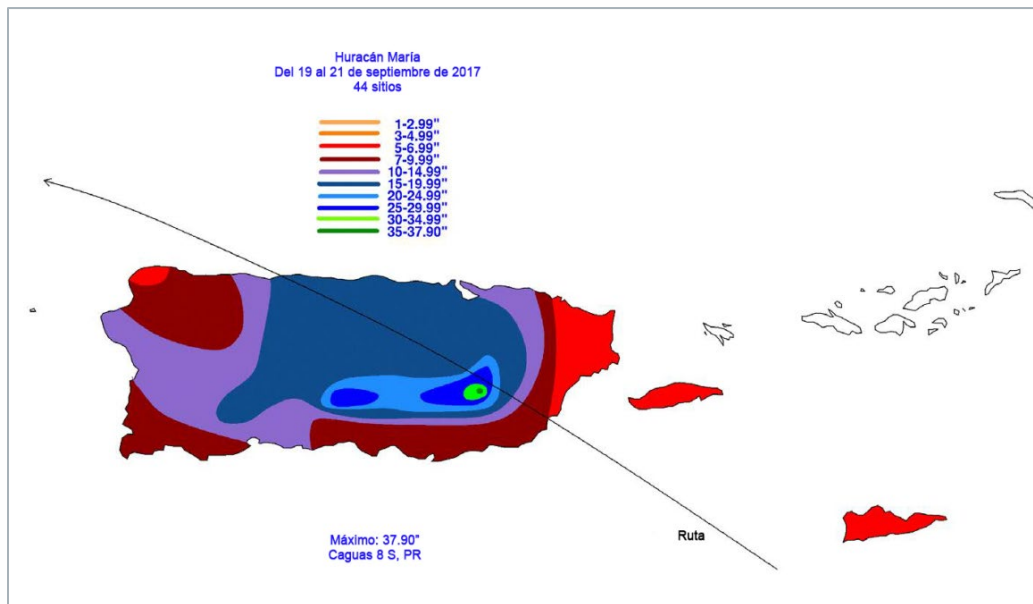 Huracán María
Del 19 al 21 de septiembre de 2017
44 sitios
1-2.99"
3-4.99"
5-6.99"
7-9.99"
10-14.99"
15-19.99"
20-24.99"
25-29.99"
30-34.99"
35-37.90"
Ruta
Máximo: 37.90"
Caguas 8 S, PR